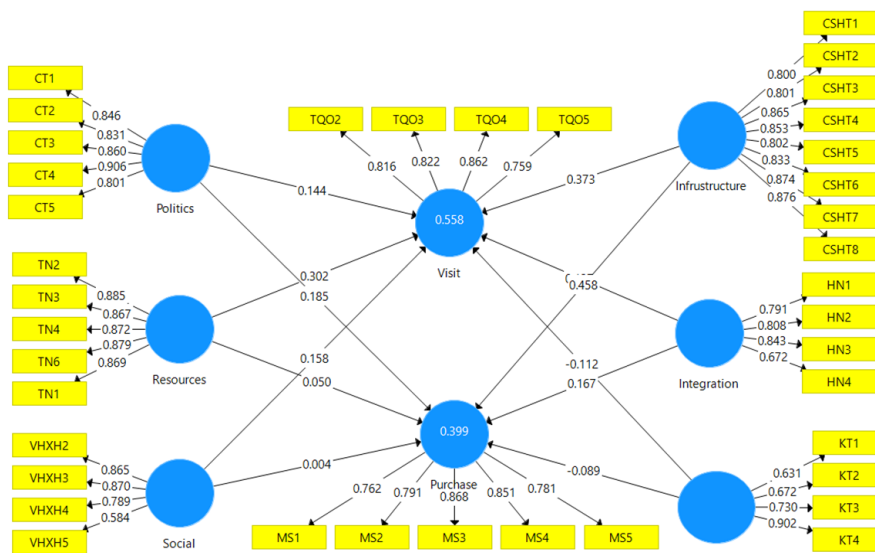 CSHT1
CSHT2
CSHT3
CSHT4
CSHT5
CSHT6
CSHT7
CSHT8
0.800
0.801
0.865
0.853
0.802
0.833
0.874
0.876
Infrustructure
CT1
CT2
CT3
CT4
CT5
0.846
0.831
0.860
0.906
0.801
Politics
TQO2
TQO3
TQO4
TQO5
0.816
0.822
0.862
0.759
0.558
Visit
0.144
0.373
0.302
0.185
0.458
TN2
TN3
TN4
TN6
TN1
0.885
0.867
0.872
0.879
0.869
Resources
HN1
HN2
HN3
HN4
0.791
0.808
0.843
0.672
Integration
0.158
0.050
-0.112
0.167
0.399
Purchase
0.004
-0.089
VHXH2
VHXH3
VHXH4
VHXH5
0.865
0.870
0.789
0.584
Social
0.762
0.791
0.868
0.851
0.781
MS1
MS2
MS3
MS4
MS5
KT1
KT2
KT3
KT4
0.631
0.672
0.730
0.902